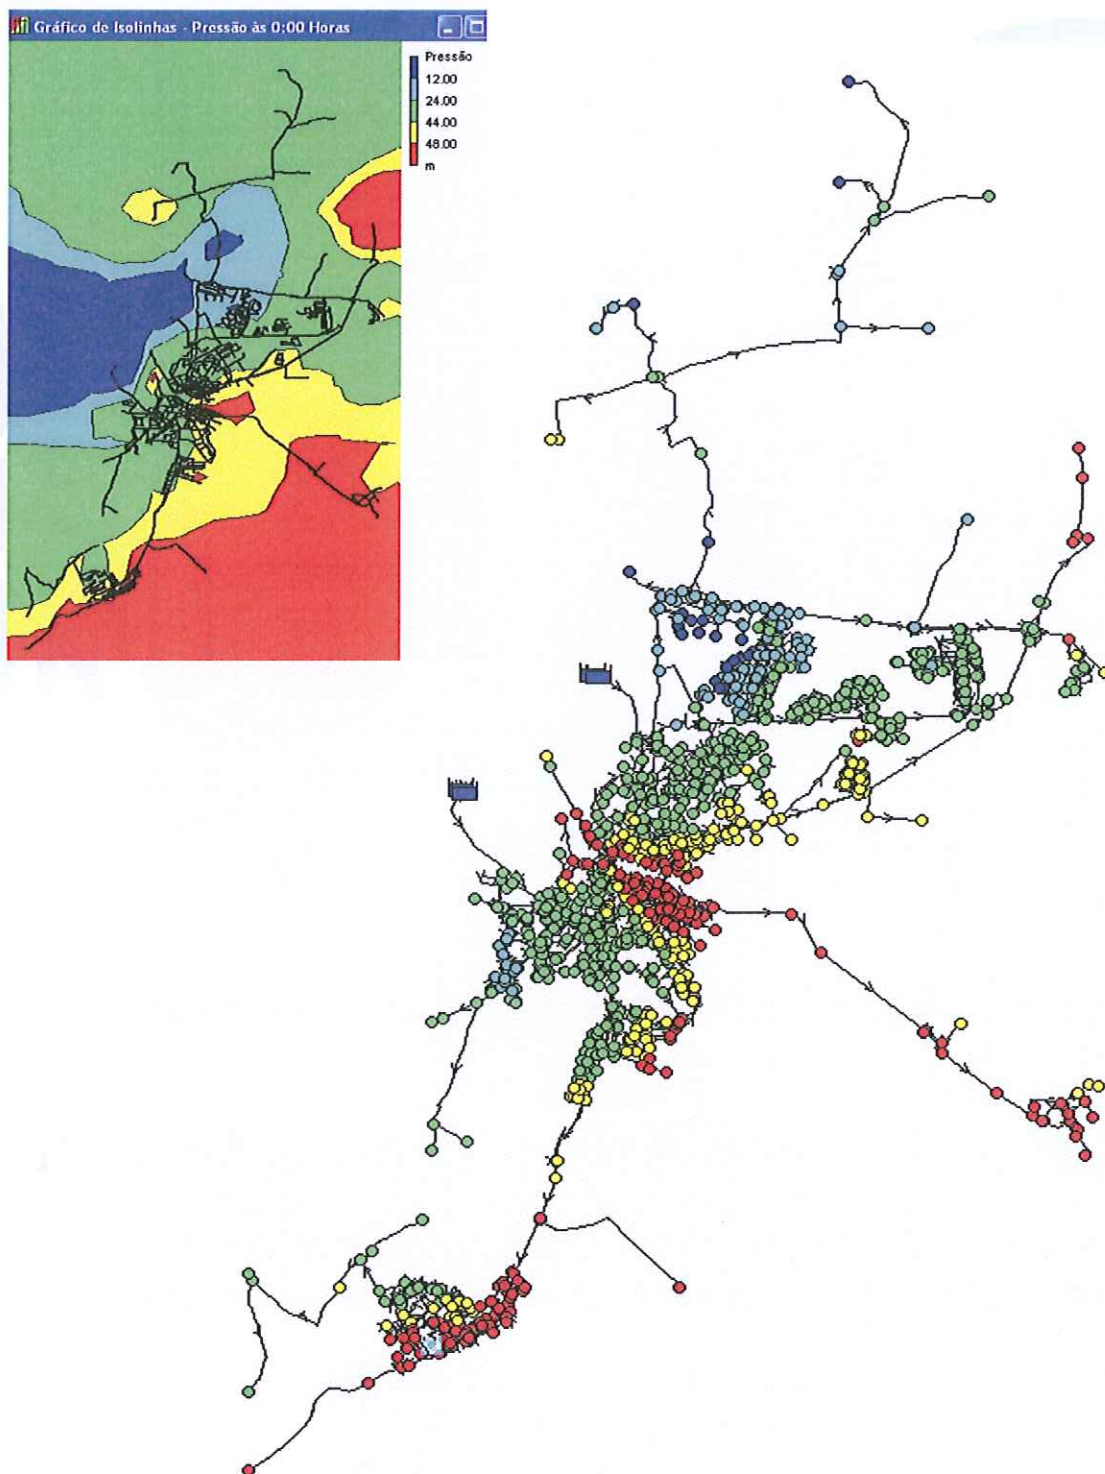 Gráfico de Isolinhas - Pressão às 0:00 Horas
Pressão
12.00
24.00
44.00
48.00
m